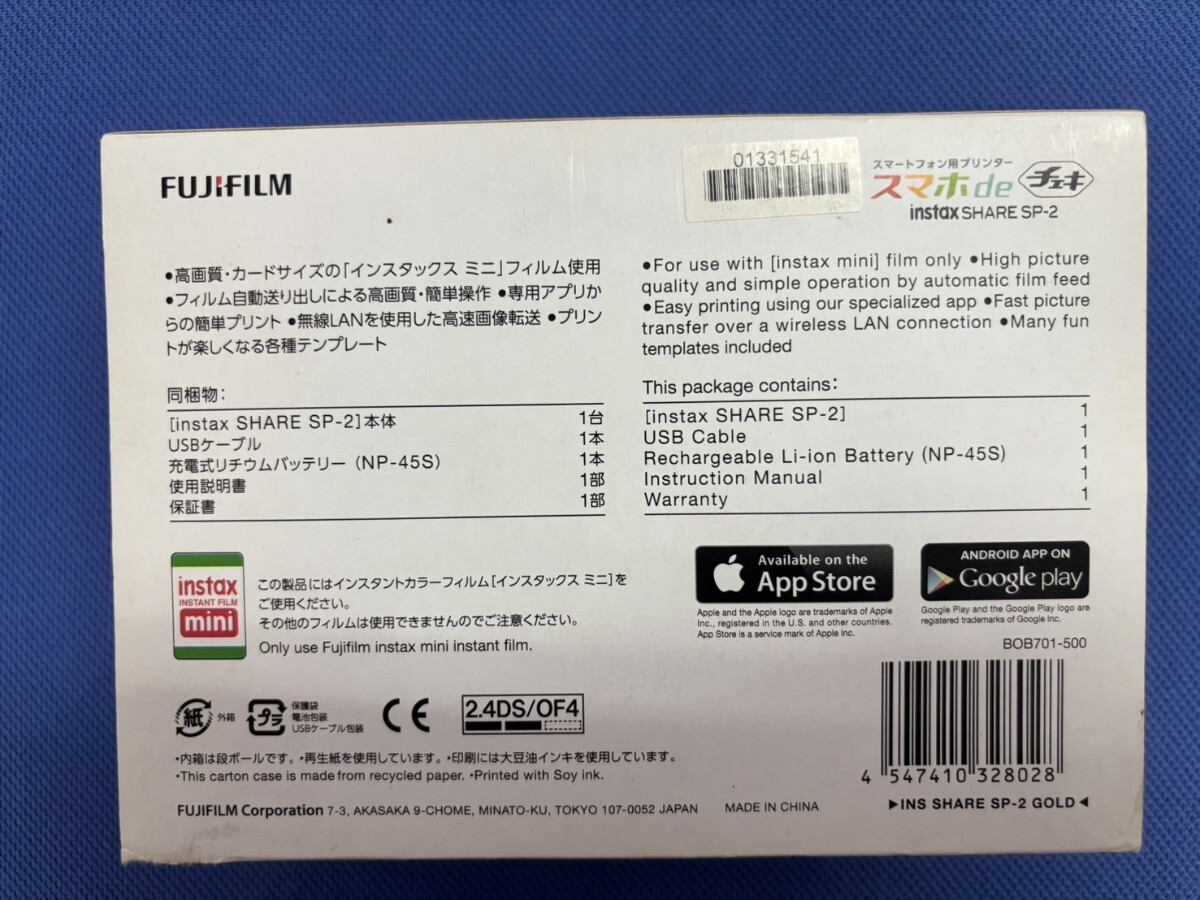 FUJIFILM
01331541
スマートフォン用プリンター
スマホ de チェキ
instax SHARE SP-2
•高画質・カードサイズの「インスタックス ミニ」フィルム使用
•フィルム自動送り出しによる高画質・簡単操作 •専用アプリか
らの簡単プリント •無線LANを使用した高速画像転送 •プリン
トが楽しくなる各種テンプレート
•For use with [instax mini] film only •High picture
quality and simple operation by automatic film feed
•Easy printing using our specialized app •Fast picture
transfer over a wireless LAN connection •Many fun
templates included
同梱物：
[instax SHARE SP-2]本体 1台
USBケーブル 1本
充電式リチウムバッテリー（NP-45S） 1本
使用説明書 1部
保証書 1部
This package contains:
[instax SHARE SP-2] 1
USB Cable 1
Rechargeable Li-ion Battery (NP-45S) 1
Instruction Manual 1
Warranty 1
instax
INSTANT FILM
mini
この製品にはインスタントカラーフィルム[インスタックス ミニ]を
ご使用ください。
その他のフィルムは使用できませんのでご注意ください。
Only use Fujifilm instax mini instant film.
Available on the
App Store
Apple and the Apple logo are trademarks of Apple
Inc., registered in the U.S. and other countries.
App Store is a service mark of Apple Inc.
ANDROID APP ON
Google play
Google Play and the Google Play logo are
registered trademarks of Google Inc.
BOB701-500
紙 外箱
プラ
保護袋
電池包装
USBケーブル包装
CE
2.4DS/OF4
•内箱は段ボールです。•再生紙を使用しています。•印刷には大豆油インキを使用しています。
•This carton case is made from recycled paper. •Printed with Soy ink.
FUJIFILM Corporation 7-3, AKASAKA 9-CHOME, MINATO-KU, TOKYO 107-0052 JAPAN MADE IN CHINA
4 547410 328028
▶INS SHARE SP-2 GOLD◀